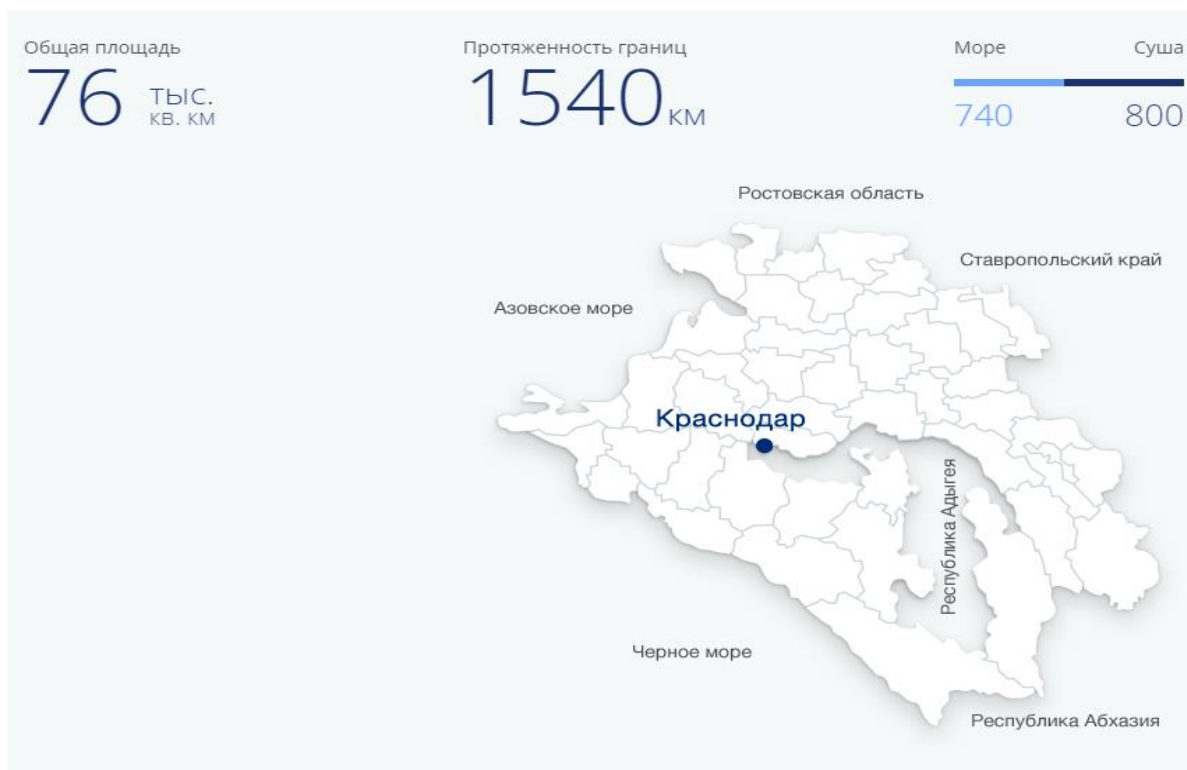 Общая площадь
76 тыс.
кв. км
Протяженность границ
1540 км
Море Суша
740 800
Ростовская область
Ставропольский край
Азовское море
Краснодар
Республика Адыгея
Черное море
Республика Абхазия